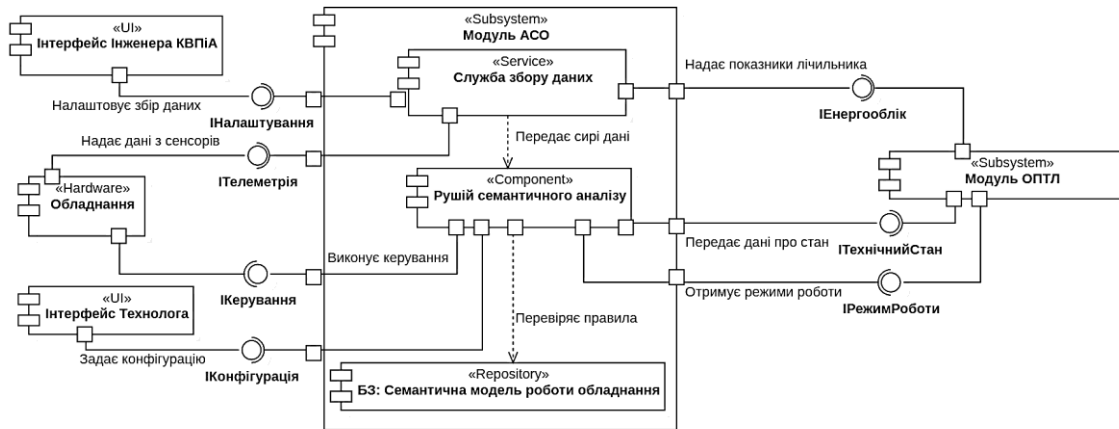 «UI»
Інтерфейс Інженера КВПіА
«Subsystem»
Модуль АСО
«Service»
Служба збору даних
Надає показники лічильника
Налаштовує збір даних
ІНалаштування
ІЕнергооблік
Надає дані з сенсорів
Передає сирі дані
ІТелеметрія
«Subsystem»
Модуль ОПТЛ
«Hardware»
Обладнання
«Component»
Рушій семантичного аналізу
Передає дані про стан
ІТехнічнийСтан
Виконує керування
ІКерування
Отримує режими роботи
ІРежимРоботи
«UI»
Інтерфейс Технолога
Перевіряє правила
Задає конфігурацію
ІКонфігурація
«Repository»
БЗ: Семантична модель роботи обладнання